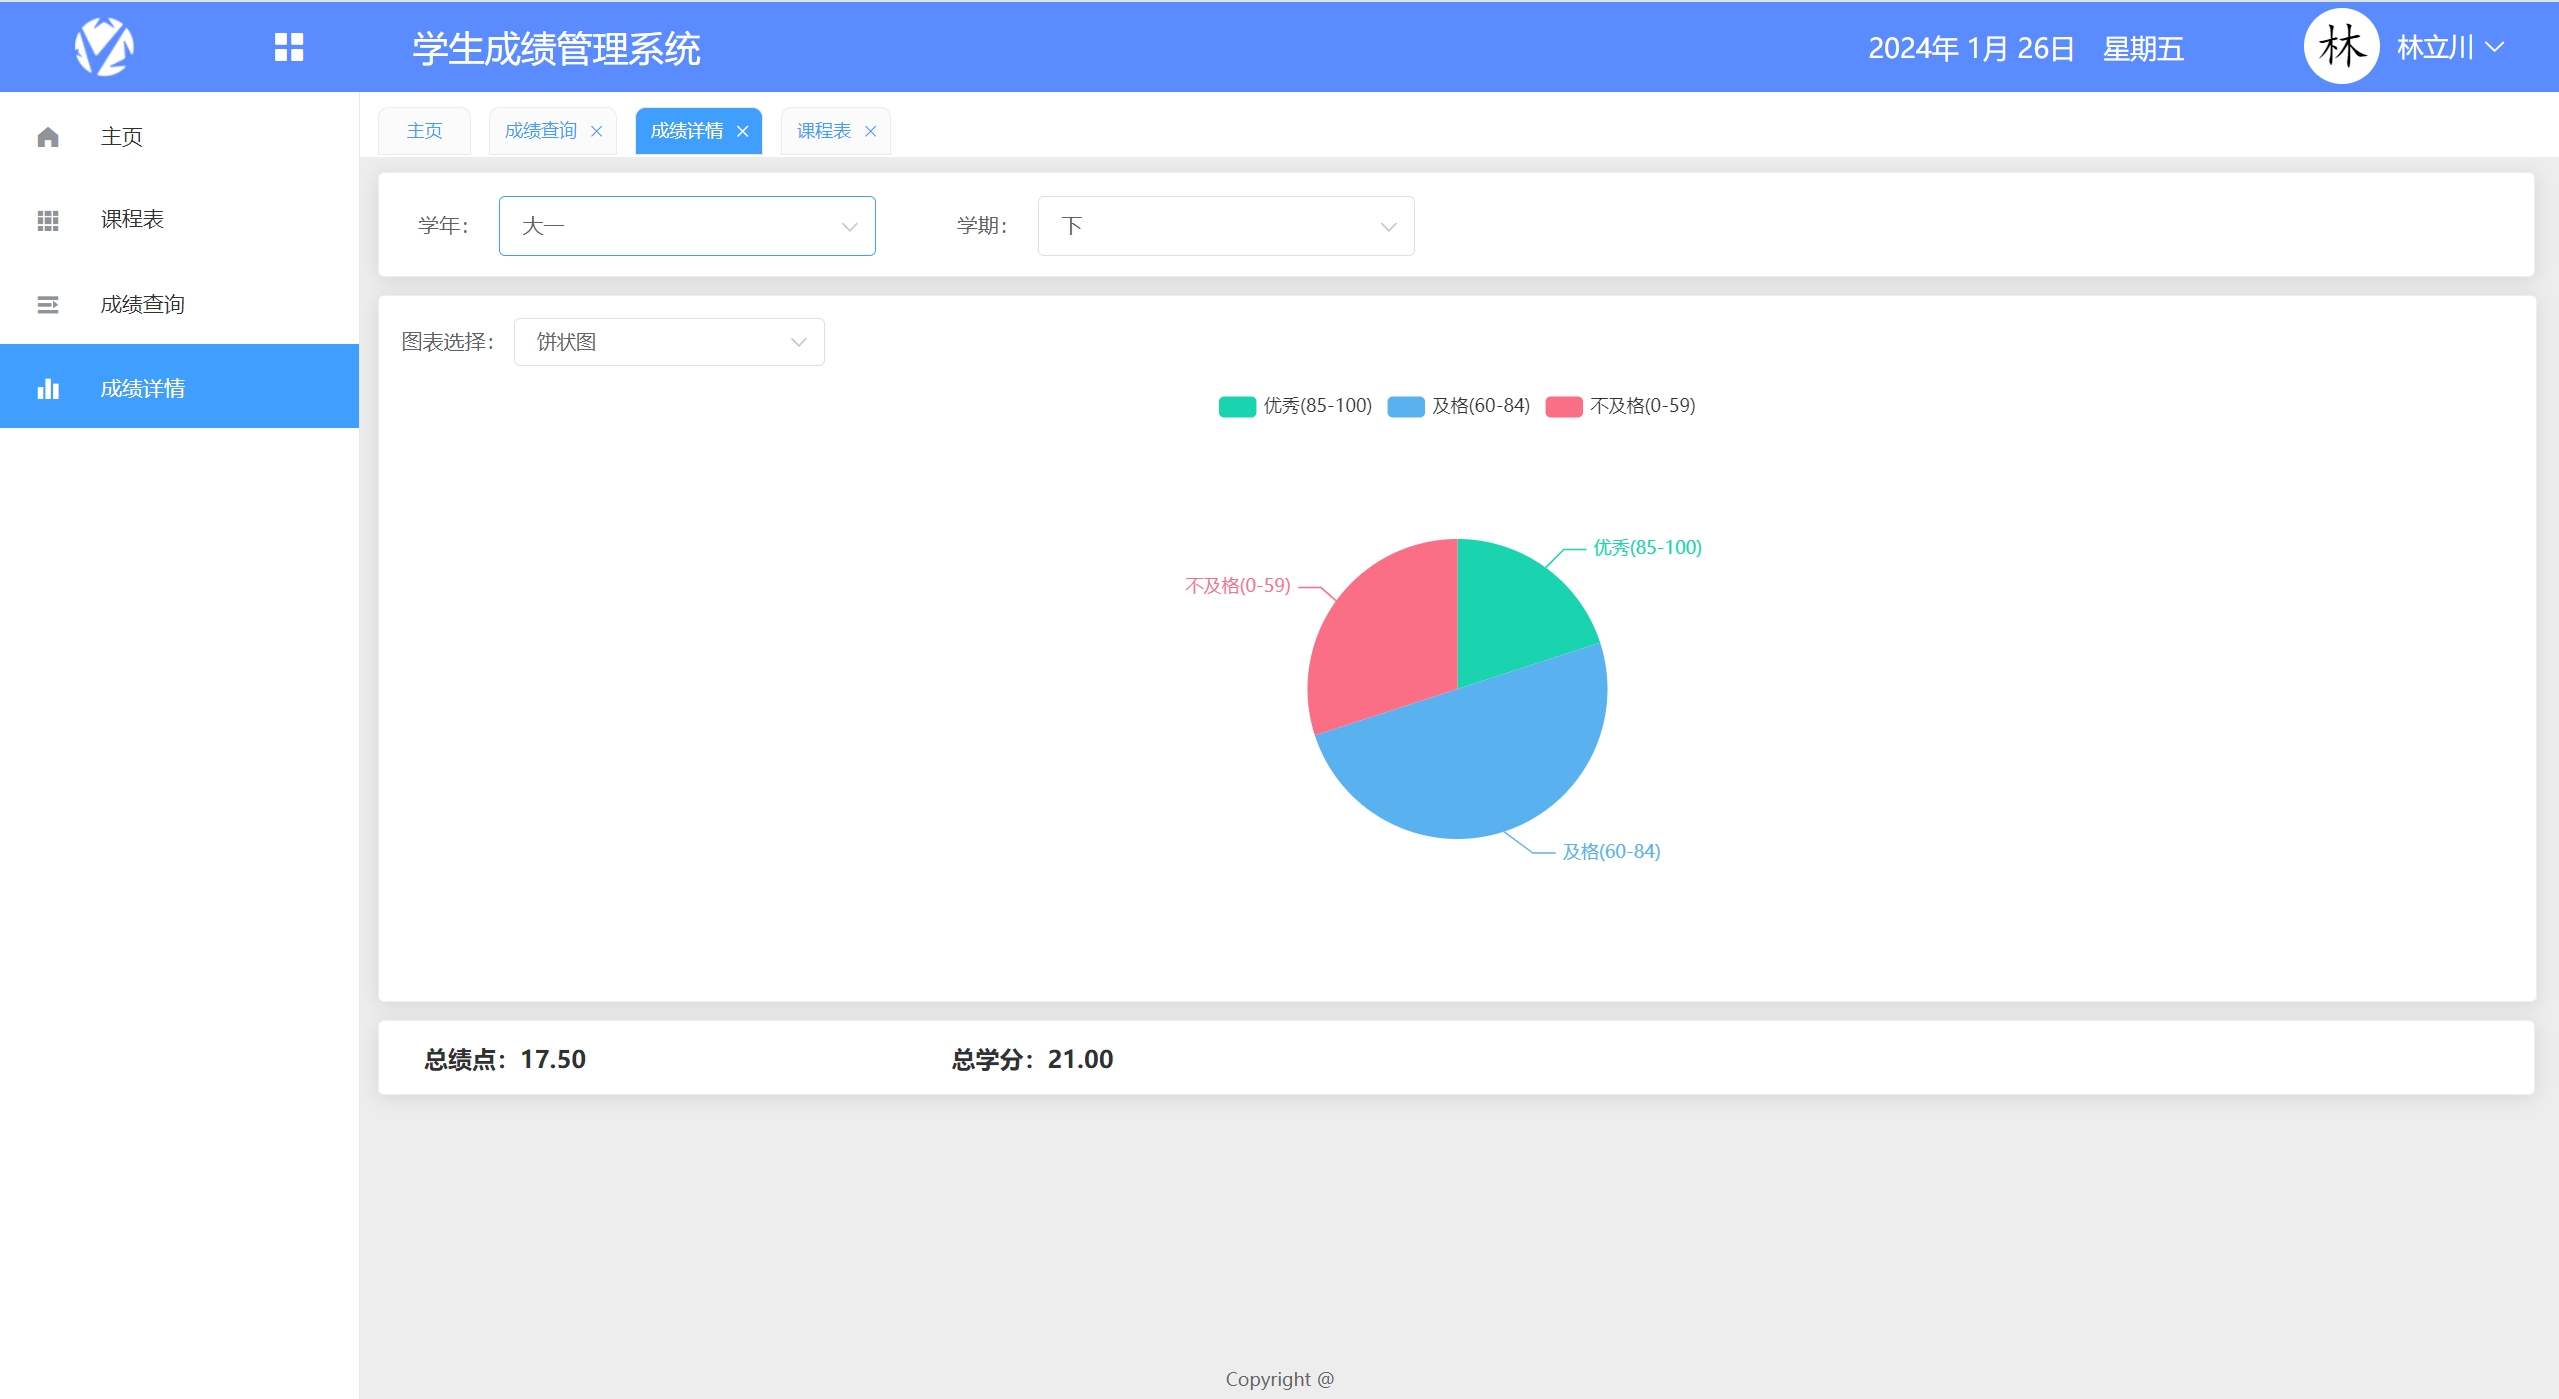 学生成绩管理系统
2024年 1月 26日 星期五
林
林立川
主页
课程表
成绩查询
成绩详情
主页 成绩查询 成绩详情 课程表
学年： 大一 学期： 下
图表选择： 饼状图
优秀(85-100) 及格(60-84) 不及格(0-59)
优秀(85-100)
不及格(0-59)
及格(60-84)
总绩点：17.50 总学分：21.00
Copyright @